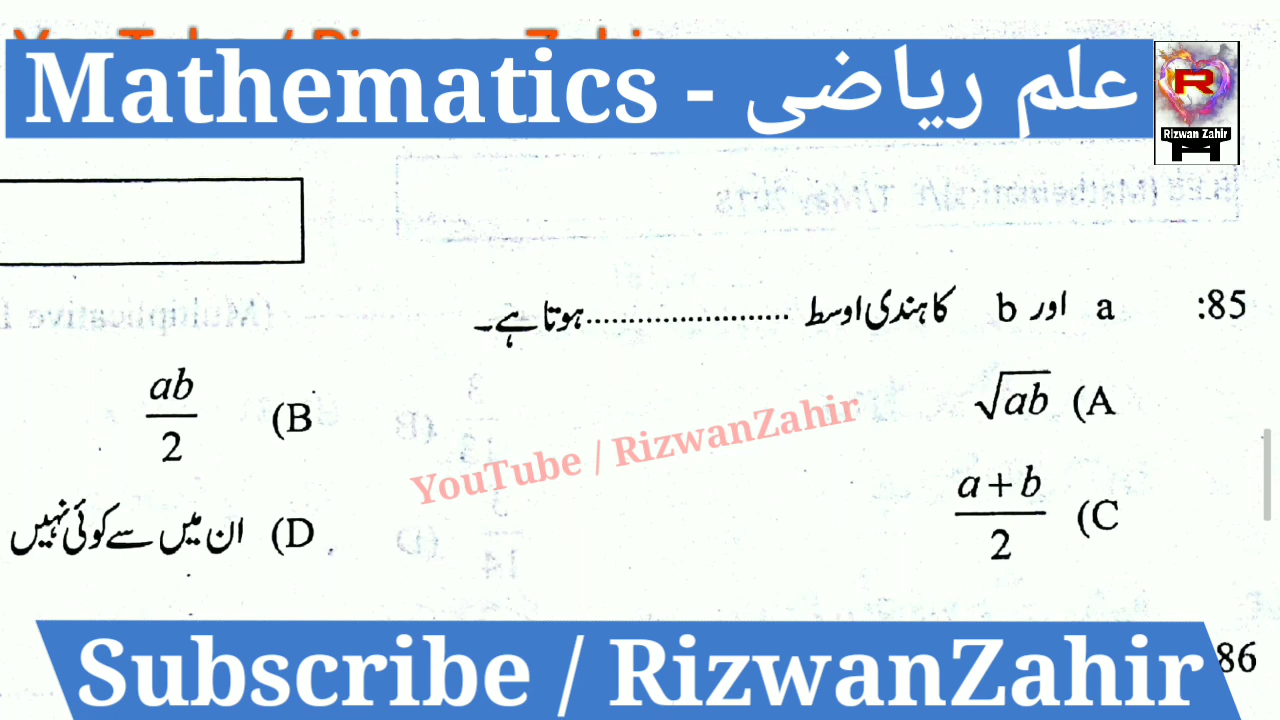 Mathematics - علم ریاضی
Rizwan Zahir
85: a اور b کا ہندی اوسط ........................ ہوتا ہے۔
A) √ab
B) ab/2
YouTube / RizwanZahir
C) a+b/2
D) ان میں سے کوئی نہیں
86
Subscribe / RizwanZahir